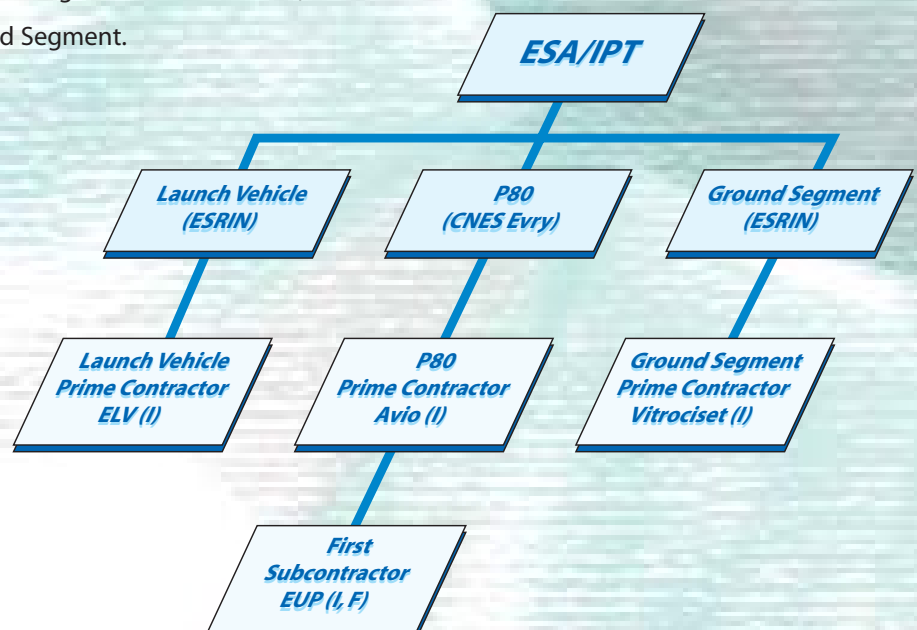 d Segment.
ESA/IPT
Launch Vehicle
(ESRIN)
P80
(CNES Evry)
Ground Segment
(ESRIN)
Launch Vehicle
Prime Contractor
ELV (I)
P80
Prime Contractor
Avio (I)
Ground Segment
Prime Contractor
Vitrociset (I)
First
Subcontractor
EUP (I, F)